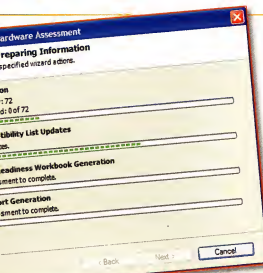 ardware Assessment
reparing Information
specified wizard actions.
on
: 72
d: 0 of 72
tibility List Updates
tes.
eadiness Workbook Generation
sment to complete.
ort Generation
sment to complete.
< Back
Next >
Cancel